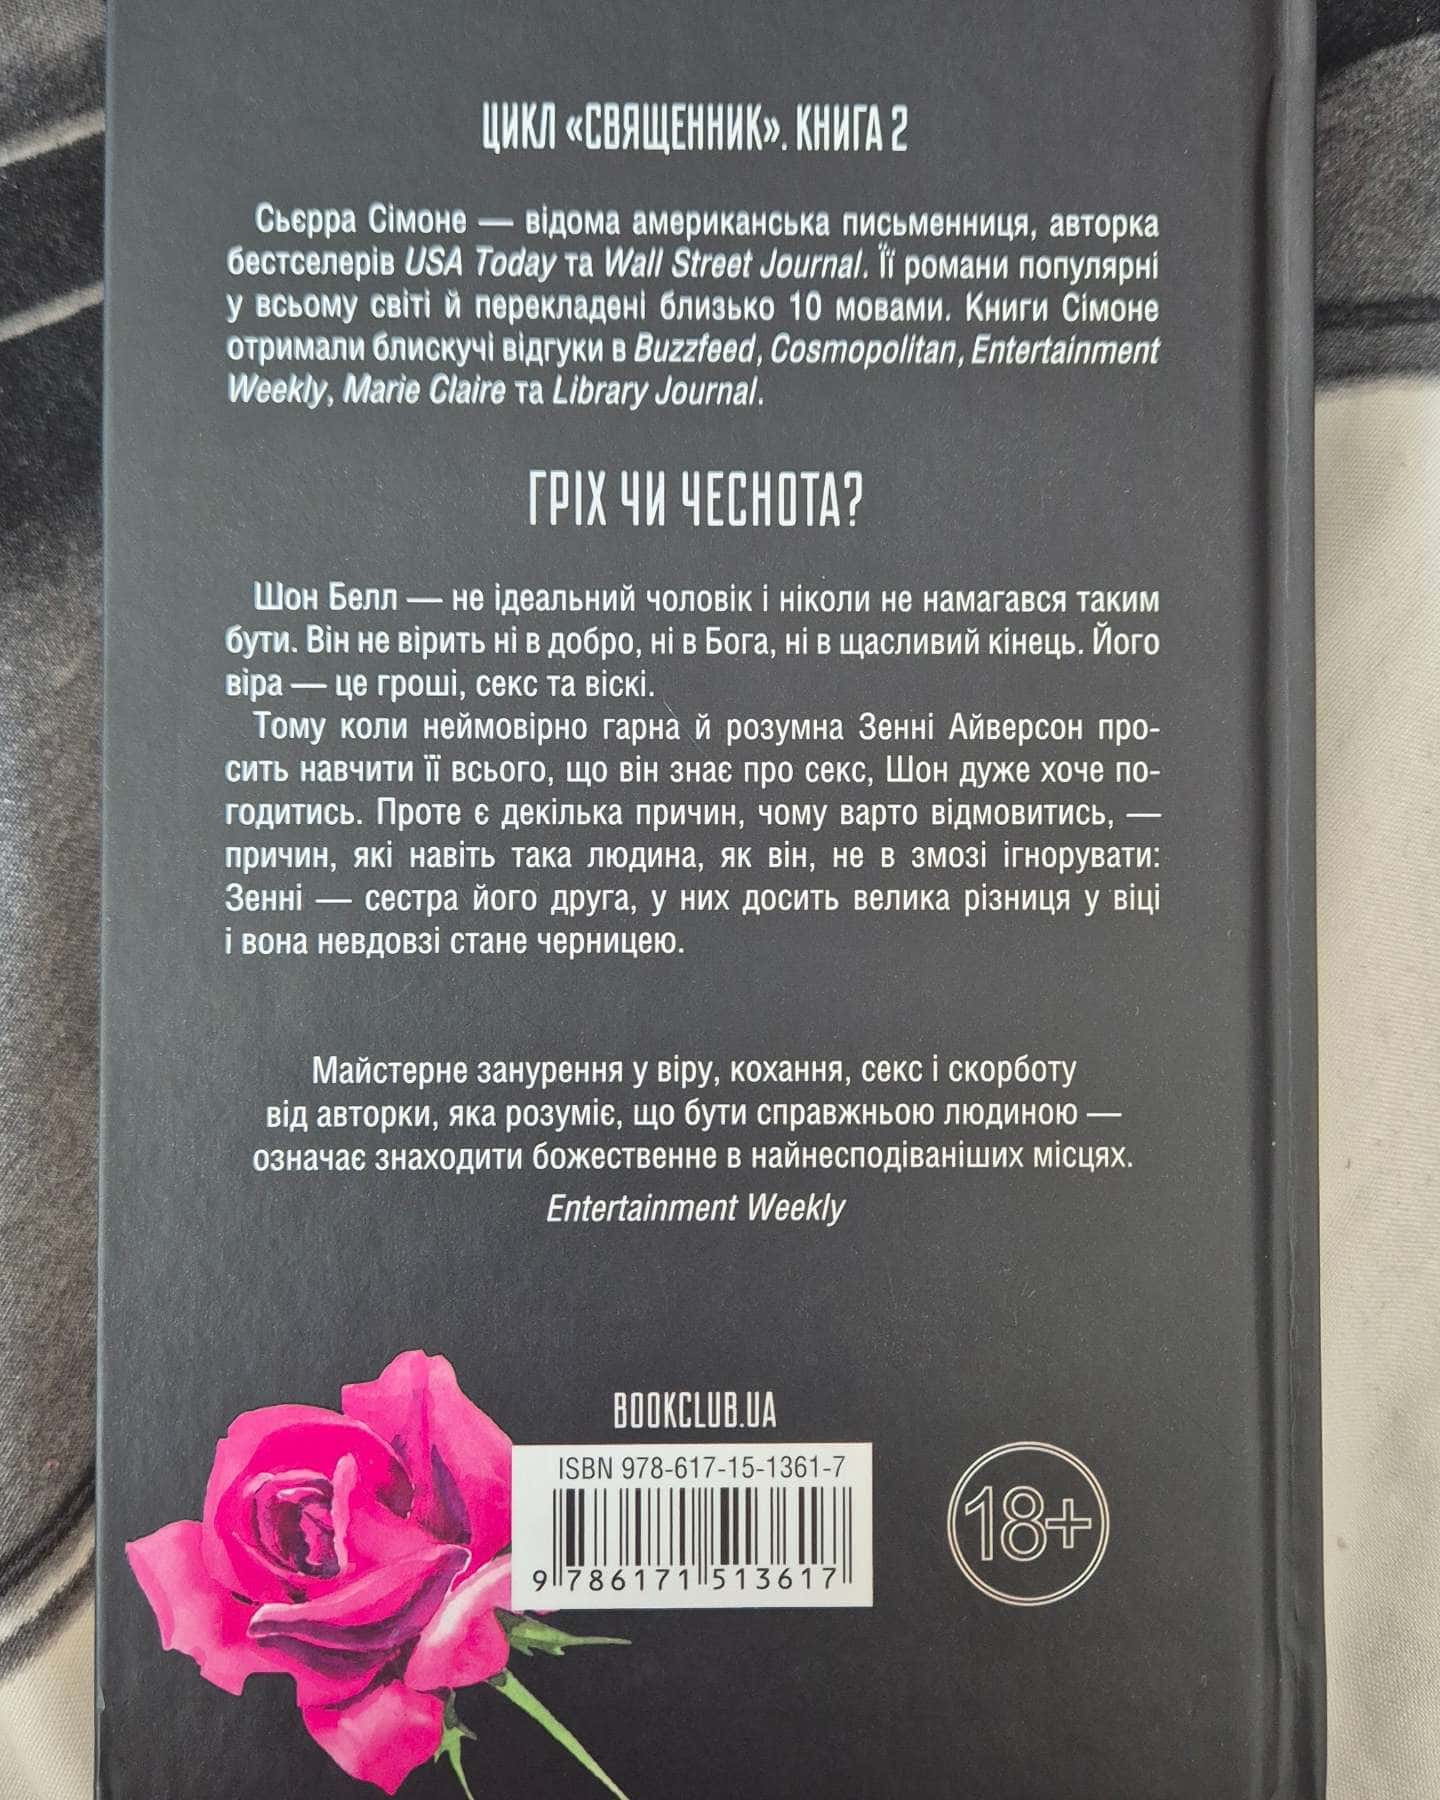 ЦИКЛ «СВЯЩЕННИК». КНИГА 2
Сьєрра Сімоне — відома американська письменниця, авторка
бестселерів USA Today та Wall Street Journal. Її романи популярні
у всьому світі й перекладені близько 10 мовами. Книги Сімоне
отримали блискучі відгуки в Buzzfeed, Cosmopolitan, Entertainment
Weekly, Marie Claire та Library Journal.
ГРІХ ЧИ ЧЕСНОТА?
Шон Белл — не ідеальний чоловік і ніколи не намагався таким
бути. Він не вірить ні в добро, ні в Бога, ні в щасливий кінець. Його
віра — це гроші, секс та віскі.
Тому коли неймовірно гарна й розумна Зенні Айверсон про-
сить навчити її всього, що він знає про секс, Шон дуже хоче по-
годитись. Проте є декілька причин, чому варто відмовитись, —
причин, які навіть така людина, як він, не в змозі ігнорувати:
Зенні — сестра його друга, у них досить велика різниця у віці
і вона невдовзі стане черницею.
Майстерне занурення у віру, кохання, секс і скорботу
від авторки, яка розуміє, що бути справжньою людиною —
означає знаходити божественне в найнесподіваніших місцях.
Entertainment Weekly
BOOKCLUB.UA
ISBN 978-617-15-1361-7
9 786171 513617
18+